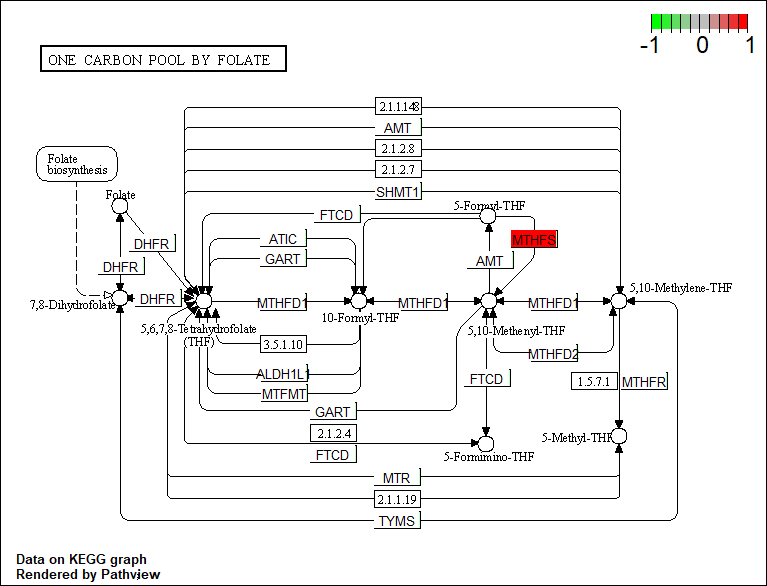 -1 0 1
ONE CARBON POOL BY FOLATE
2.1.1.148
AMT
2.1.2.8
2.1.2.7
SHMT1
Folate
biosynthesis
Folate
5-Formyl-THF
FTCD
DHFR
ATIC
MTHFS
GART
AMT
DHFR
DHFR
MTHFD1
MTHFD1
MTHFD1
5,10-Methylene-THF
7,8-Dihydrofolate
10-Formyl-THF
5,6,7,8-Tetrahydrofolate
(THF)
5,10-Methenyl-THF
3.5.1.10
MTHFD2
ALDH1L1
FTCD
1.5.7.1
MTHFR
MTFMT
GART
2.1.2.4
5-Methyl-THF
FTCD
5-Formimino-THF
MTR
2.1.1.19
TYMS
Data on KEGG graph
Rendered by Pathview